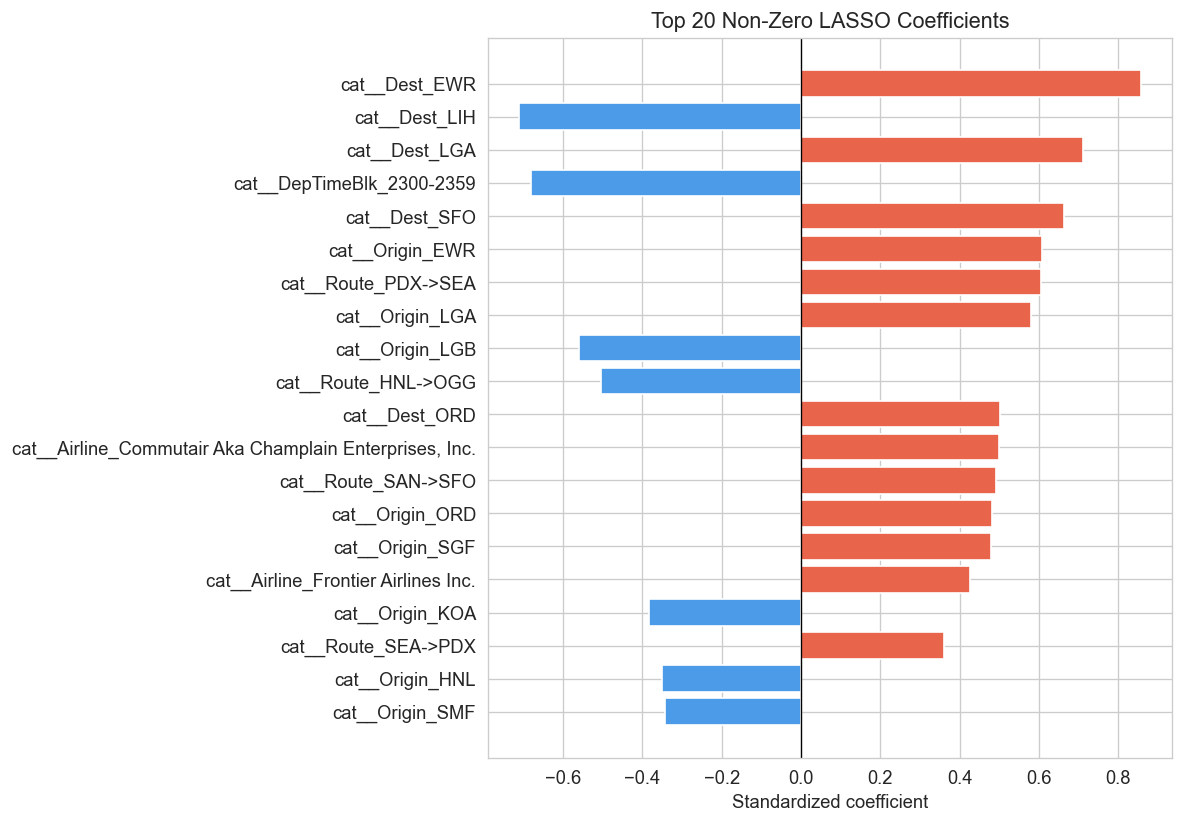 Top 20 Non-Zero LASSO Coefficients
cat__Dest_EWR
cat__Dest_LIH
cat__Dest_LGA
cat__DepTimeBlk_2300-2359
cat__Dest_SFO
cat__Origin_EWR
cat__Route_PDX->SEA
cat__Origin_LGA
cat__Origin_LGB
cat__Route_HNL->OGG
cat__Dest_ORD
cat__Airline_Commutair Aka Champlain Enterprises, Inc.
cat__Route_SAN->SFO
cat__Origin_ORD
cat__Origin_SGF
cat__Airline_Frontier Airlines Inc.
cat__Origin_KOA
cat__Route_SEA->PDX
cat__Origin_HNL
cat__Origin_SMF
−0.6 −0.4 −0.2 0.0 0.2 0.4 0.6 0.8
Standardized coefficient